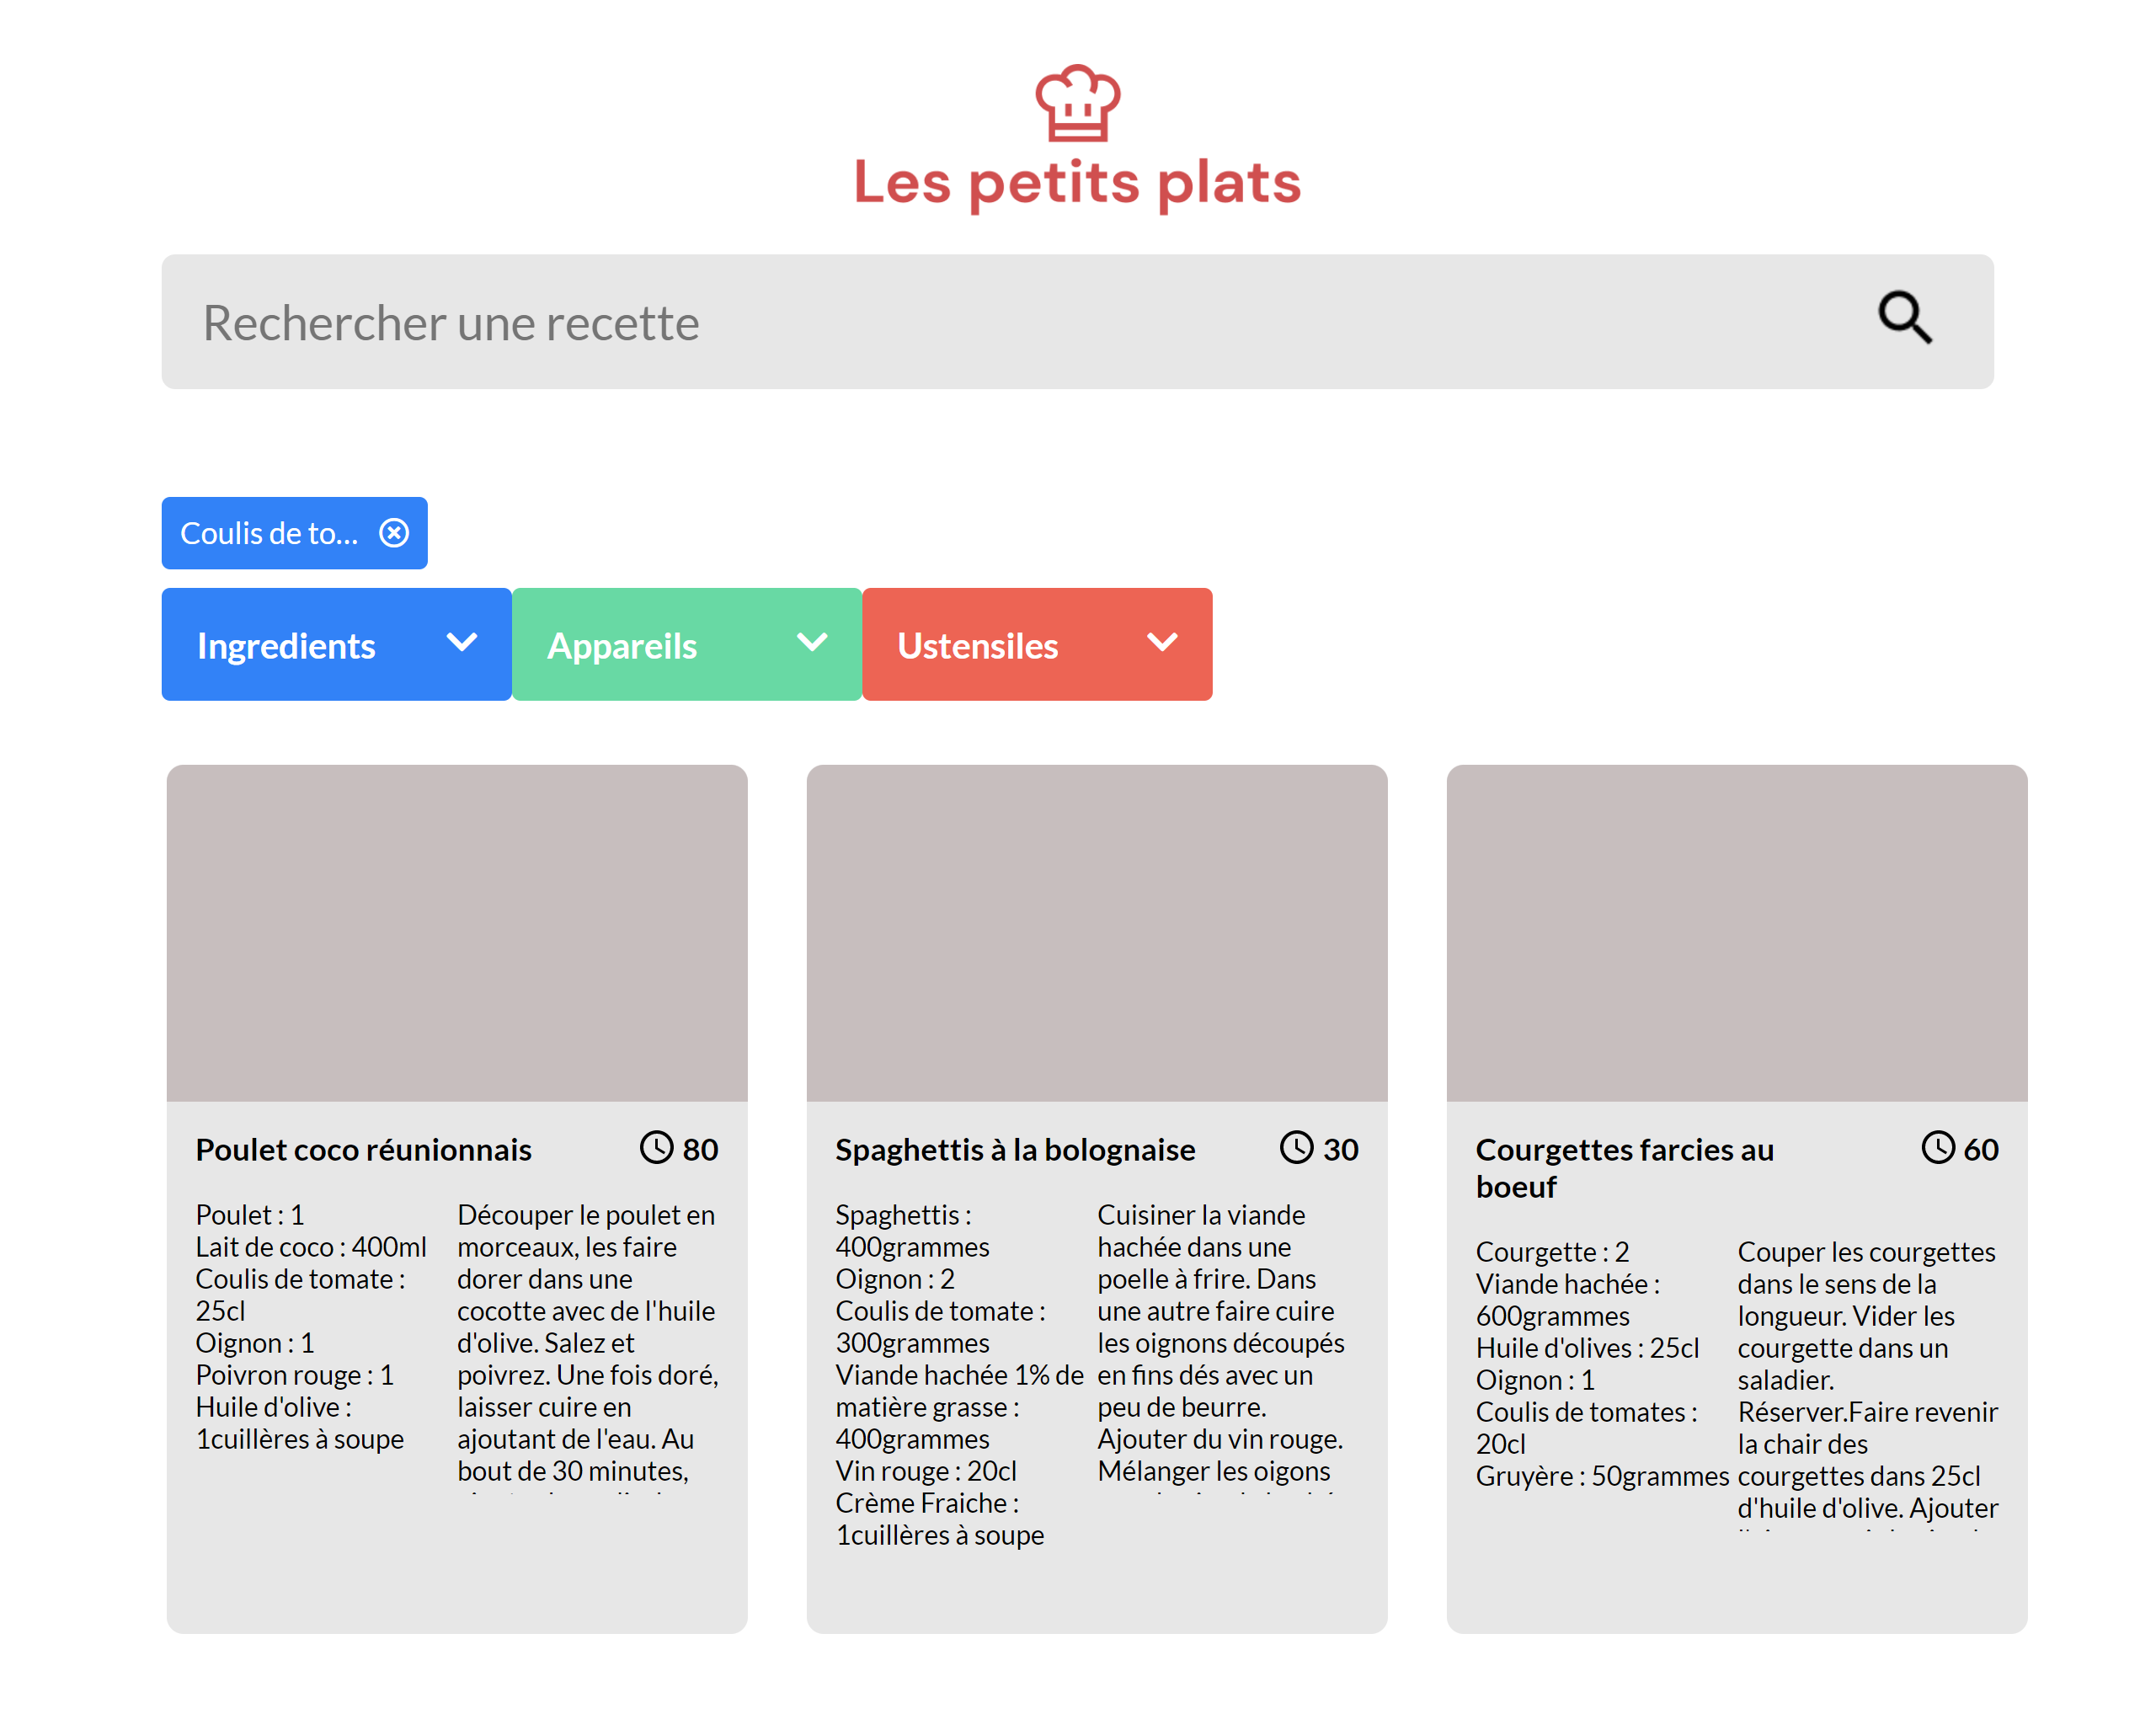 Les petits plats
Rechercher une recette
Coulis de to...
Ingredients
Appareils
Ustensiles
Poulet coco réunionnais
80
Poulet : 1
Lait de coco : 400ml
Coulis de tomate :
25cl
Oignon : 1
Poivron rouge : 1
Huile d'olive :
1cuillères à soupe
Découper le poulet en
morceaux, les faire
dorer dans une
cocotte avec de l'huile
d'olive. Salez et
poivrez. Une fois doré,
laisser cuire en
ajoutant de l'eau. Au
bout de 30 minutes,
Spaghettis à la bolognaise
30
Spaghettis :
400grammes
Oignon : 2
Coulis de tomate :
300grammes
Viande hachée 1% de
matière grasse :
400grammes
Vin rouge : 20cl
Crème Fraiche :
1cuillères à soupe
Cuisiner la viande
hachée dans une
poelle à frire. Dans
une autre faire cuire
les oignons découpés
en fins dés avec un
peu de beurre.
Ajouter du vin rouge.
Mélanger les oigons
Courgettes farcies au
boeuf
60
Courgette : 2
Viande hachée :
600grammes
Huile d'olives : 25cl
Oignon : 1
Coulis de tomates :
20cl
Gruyère : 50grammes
Couper les courgettes
dans le sens de la
longueur. Vider les
courgette dans un
saladier.
Réserver.Faire revenir
la chair des
courgettes dans 25cl
d'huile d'olive. Ajouter